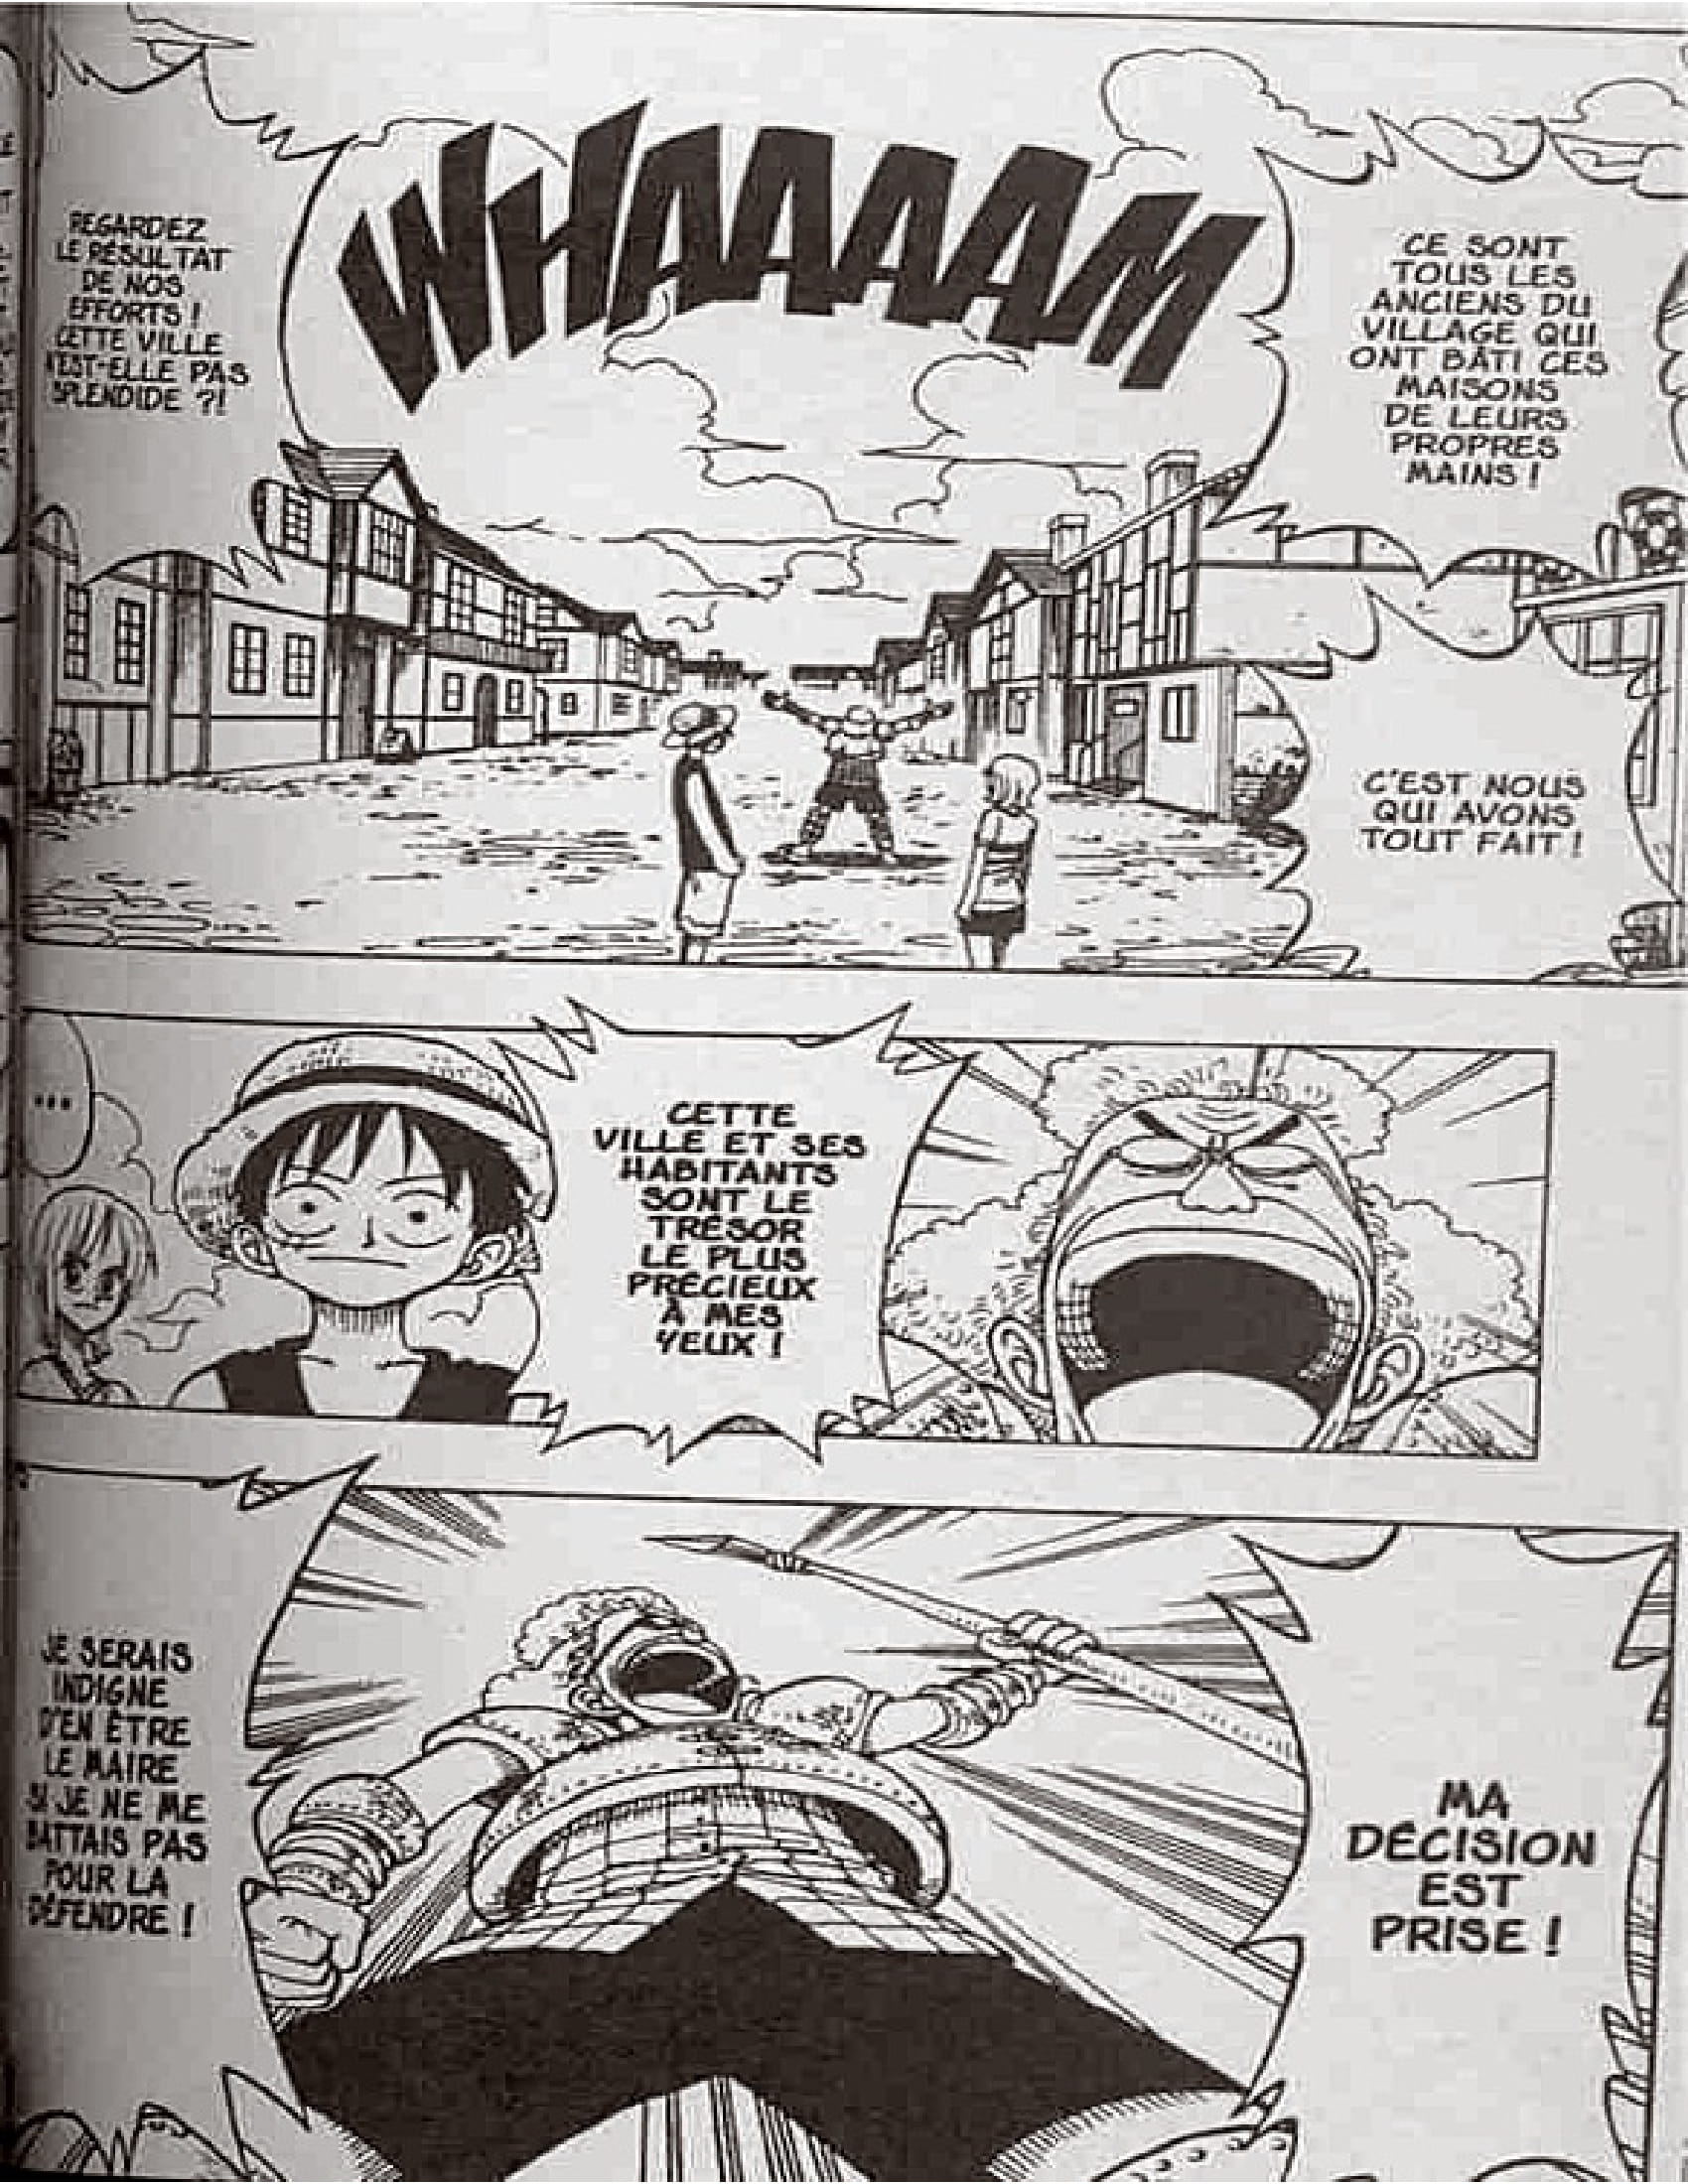 CE SONT
TOUS LES
ANCIENS DU
VILLAGE QUI
ONT BÂTI CES
MAISONS
DE LEURS
PROPRES
MAINS !
C'EST NOUS
QUI AVONS
TOUT FAIT !
WHAAAAM
REGARDEZ
LE RÉSULTAT
DE NOS
EFFORTS !
CETTE VILLE
N'EST-ELLE PAS
SPLENDIDE ?!
CETTE
VILLE ET SES
HABITANTS
SONT LE
TRÉSOR
LE PLUS
PRÉCIEUX
À MES
YEUX !
...
MA
DÉCISION
EST
PRISE !
JE SERAIS
INDIGNE
D'EN ÊTRE
LE MAIRE
SI JE NE ME
BATTAIS PAS
POUR LA
DÉFENDRE !